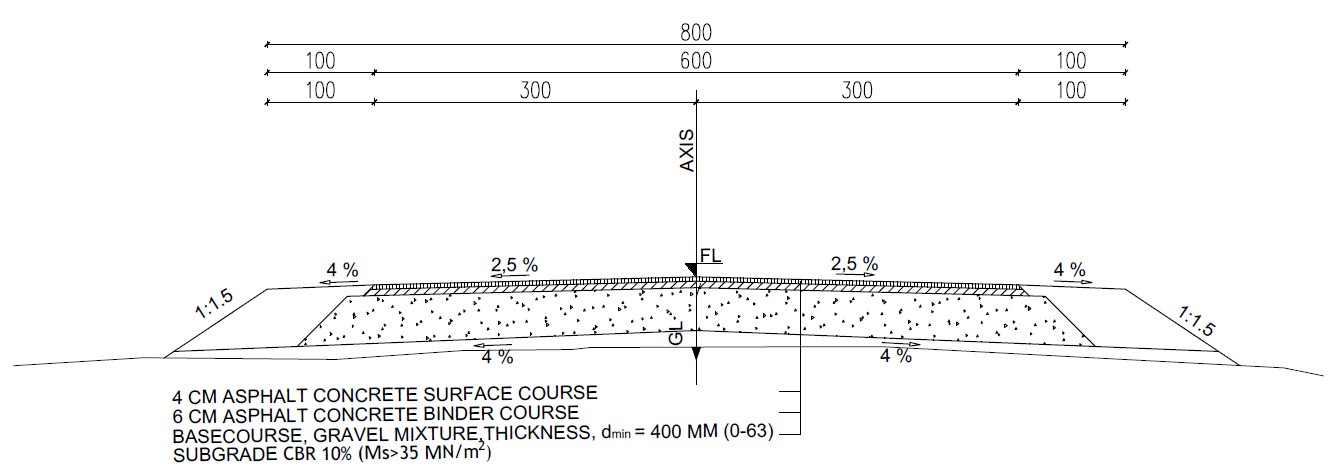 800
100 600 100
100 300 300 100
AXIS
FL
4 % 2,5 % 2,5 % 4 %
1:1.5 1:1.5
GL
4 % 4 %
4 CM ASPHALT CONCRETE SURFACE COURSE
6 CM ASPHALT CONCRETE BINDER COURSE
BASECOURSE, GRAVEL MIXTURE,THICKNESS, dmin = 400 MM (0-63)
SUBGRADE CBR 10% (Ms>35 MN/m²)